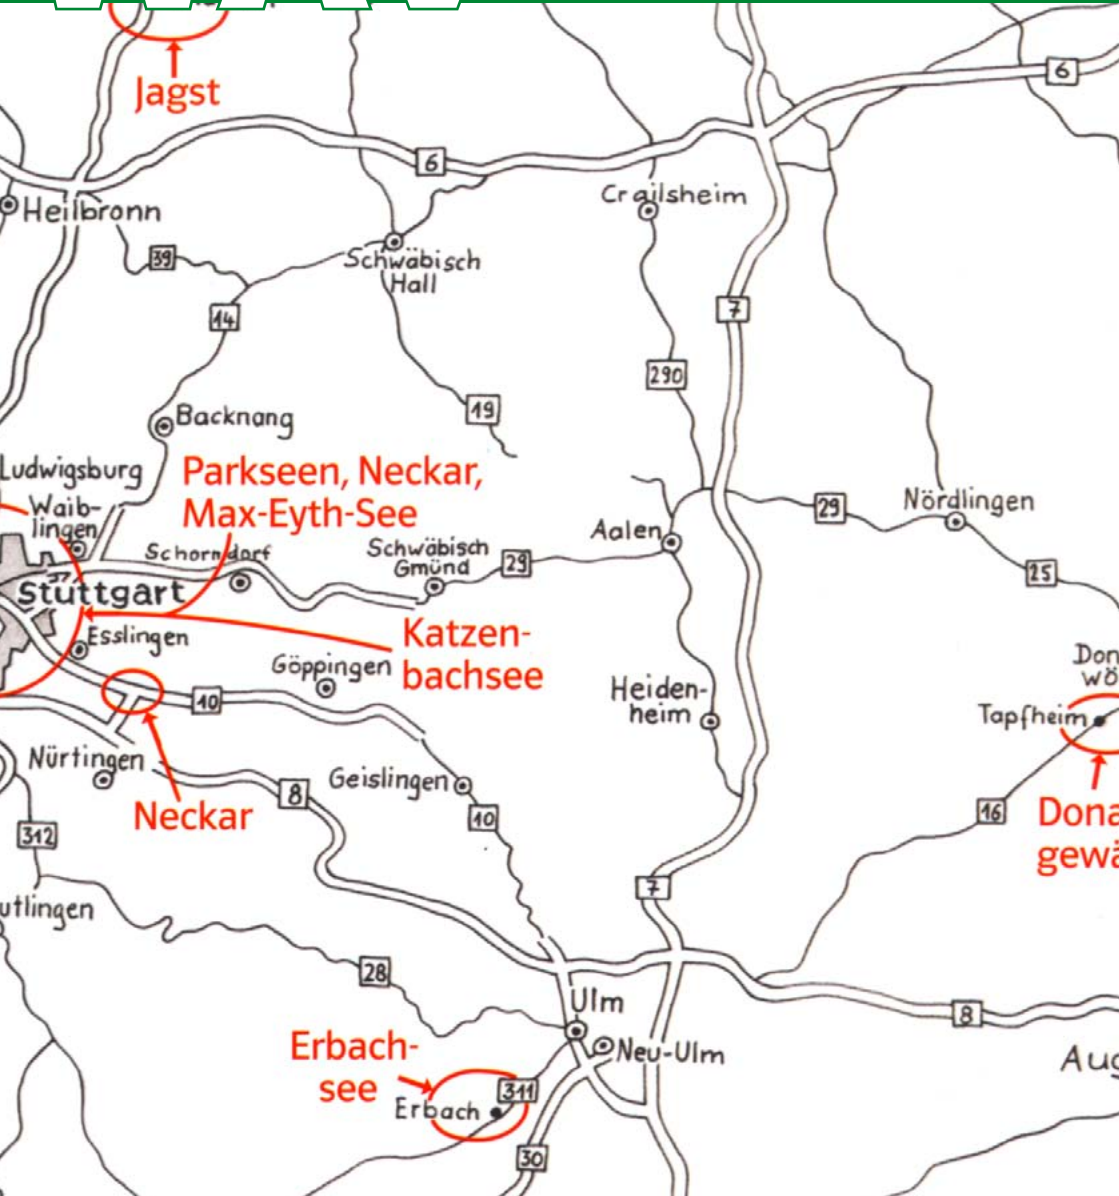 Jagst
6
6
Crailsheim
Heilbronn
39
Schwäbisch
Hall
7
14
290
19
Backnang
Ludwigsburg
Parkseen, Neckar,
Max-Eyth-See
Waib-
lingen
29
Nördlingen
Aalen
Schorndorf
Schwäbisch
Gmünd
29
25
Stuttgart
Esslingen
Katzen-
bachsee
Göppingen
10
Heiden-
heim
Tapfheim
Nürtingen
Geislingen
8
Neckar
10
16
312
7
28
Ulm
8
Neu-Ulm
Erbach-
see
311
Erbach
30